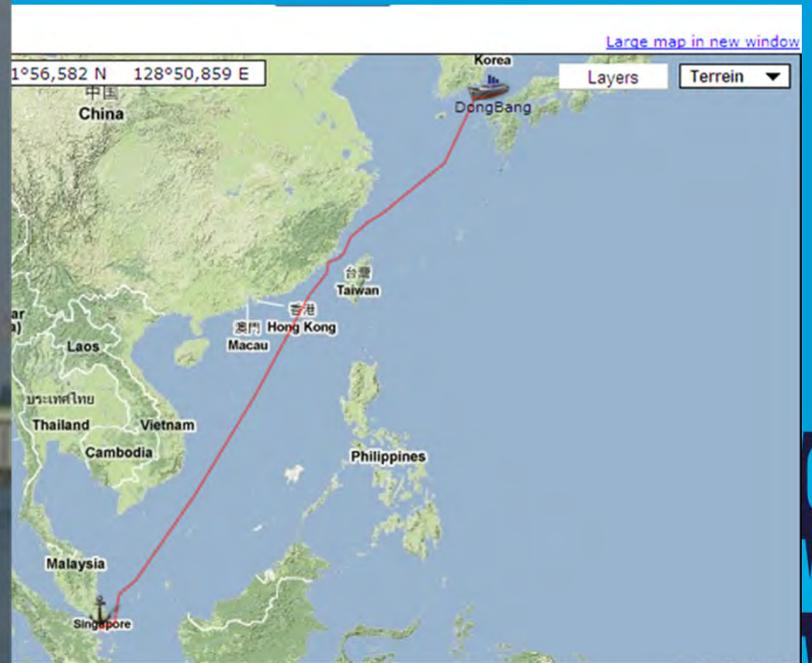 Large map in new window
1°56,582 N 128°50,859 E
Korea
Layers
Terrein
DongBang
中国
China
台灣
Taiwan
香港
澳門 Hong Kong
Macau
Laos
ประเทศไทย
Thailand
Vietnam
Cambodia
Philippines
Malaysia
Singapore